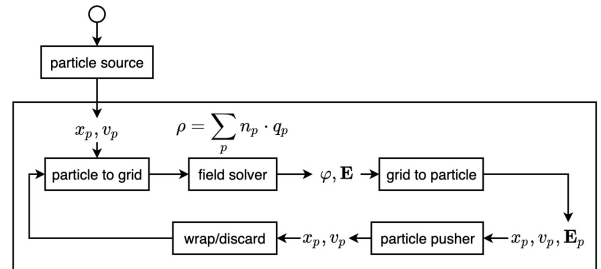 particle source
x_p, v_p
ρ = ∑_p n_p · q_p
particle to grid
field solver
φ, E
grid to particle
wrap/discard
x_p, v_p
particle pusher
x_p, v_p, E_p